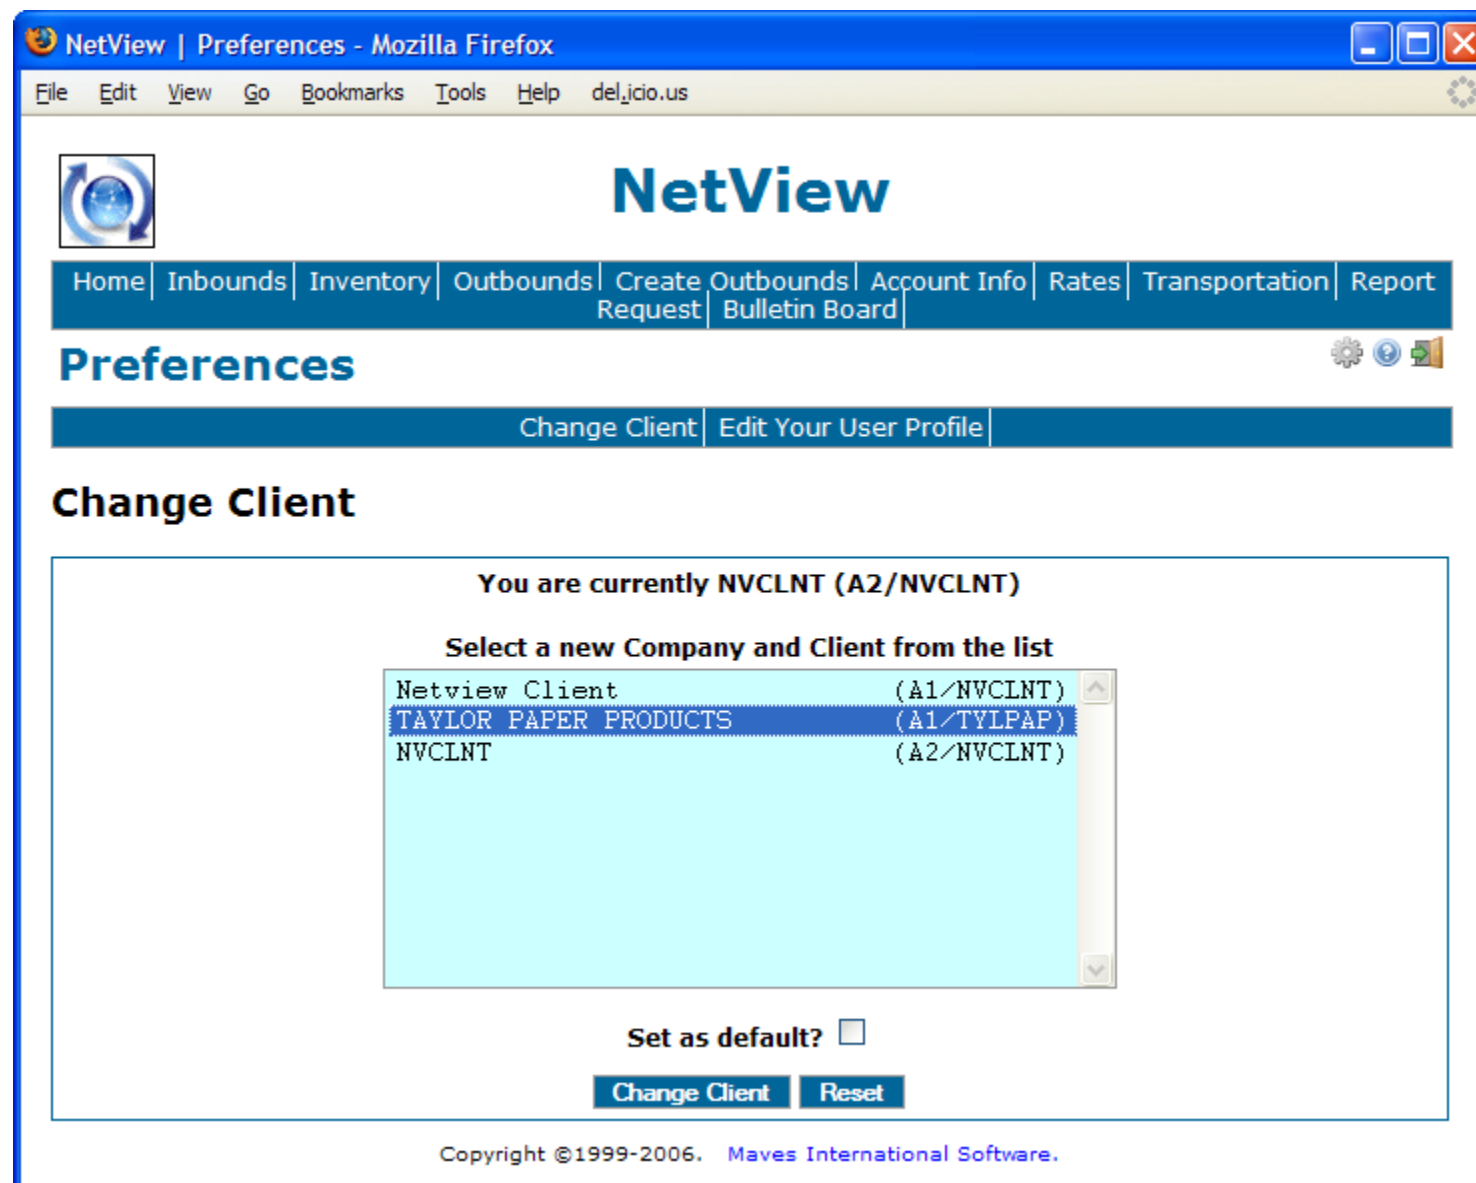 NetView | Preferences - Mozilla Firefox
File Edit View Go Bookmarks Tools Help del.icio.us
NetView
Home Inbounds Inventory Outbounds Create Outbounds Account Info Rates Transportation Report
Request Bulletin Board
Preferences
Change Client Edit Your User Profile
Change Client
You are currently NVCLNT (A2/NVCLNT)
Select a new Company and Client from the list
Netview Client (A1/NVCLNT)
TAYLOR PAPER PRODUCTS (A1/TYLPAP)
NVCLNT (A2/NVCLNT)
Set as default?
Change Client Reset
Copyright ©1999-2006. Maves International Software.